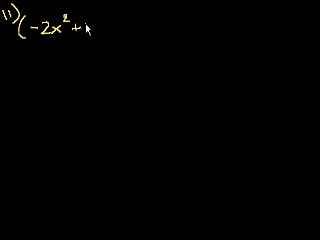 11) (-2x² +